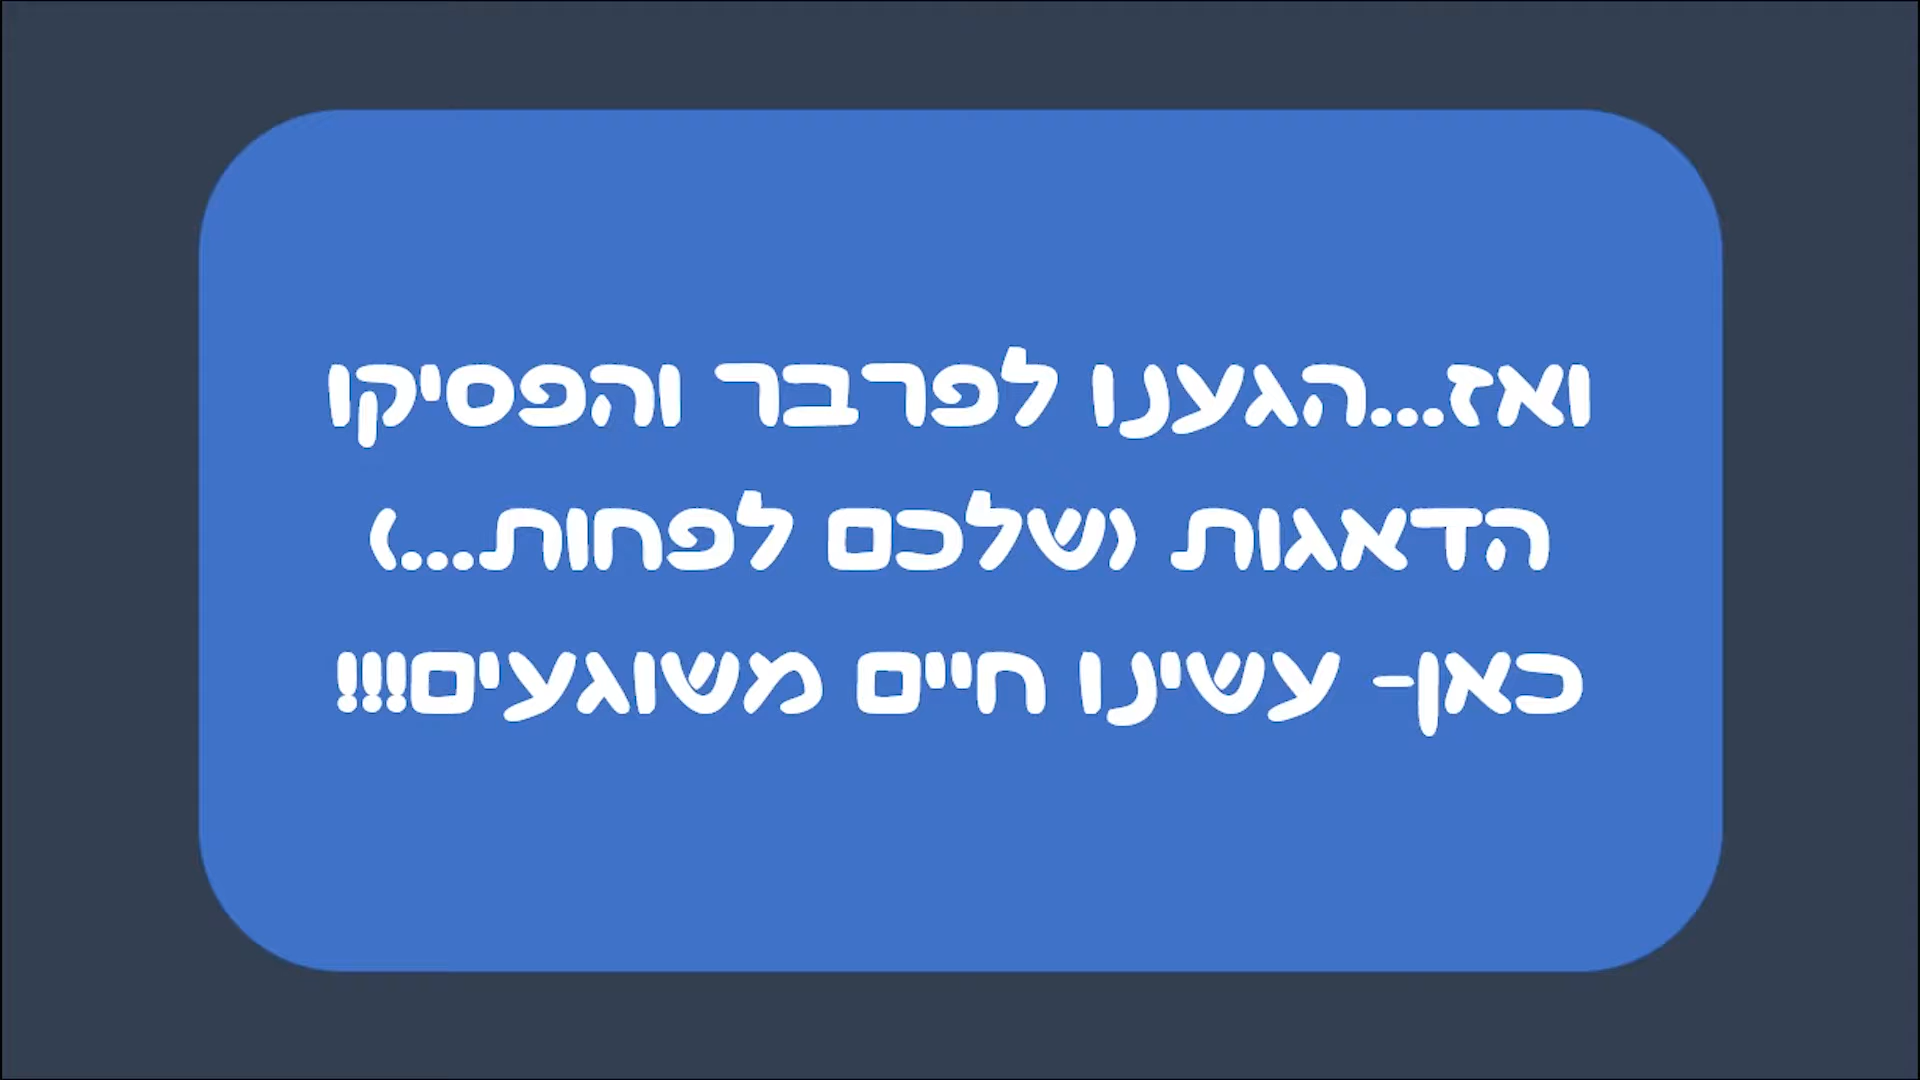 ואז...הגענו לפרבר והפסיקו
הדאגות (שלכם לפחות...)
כאן- עשינו חיים משוגעים!!!